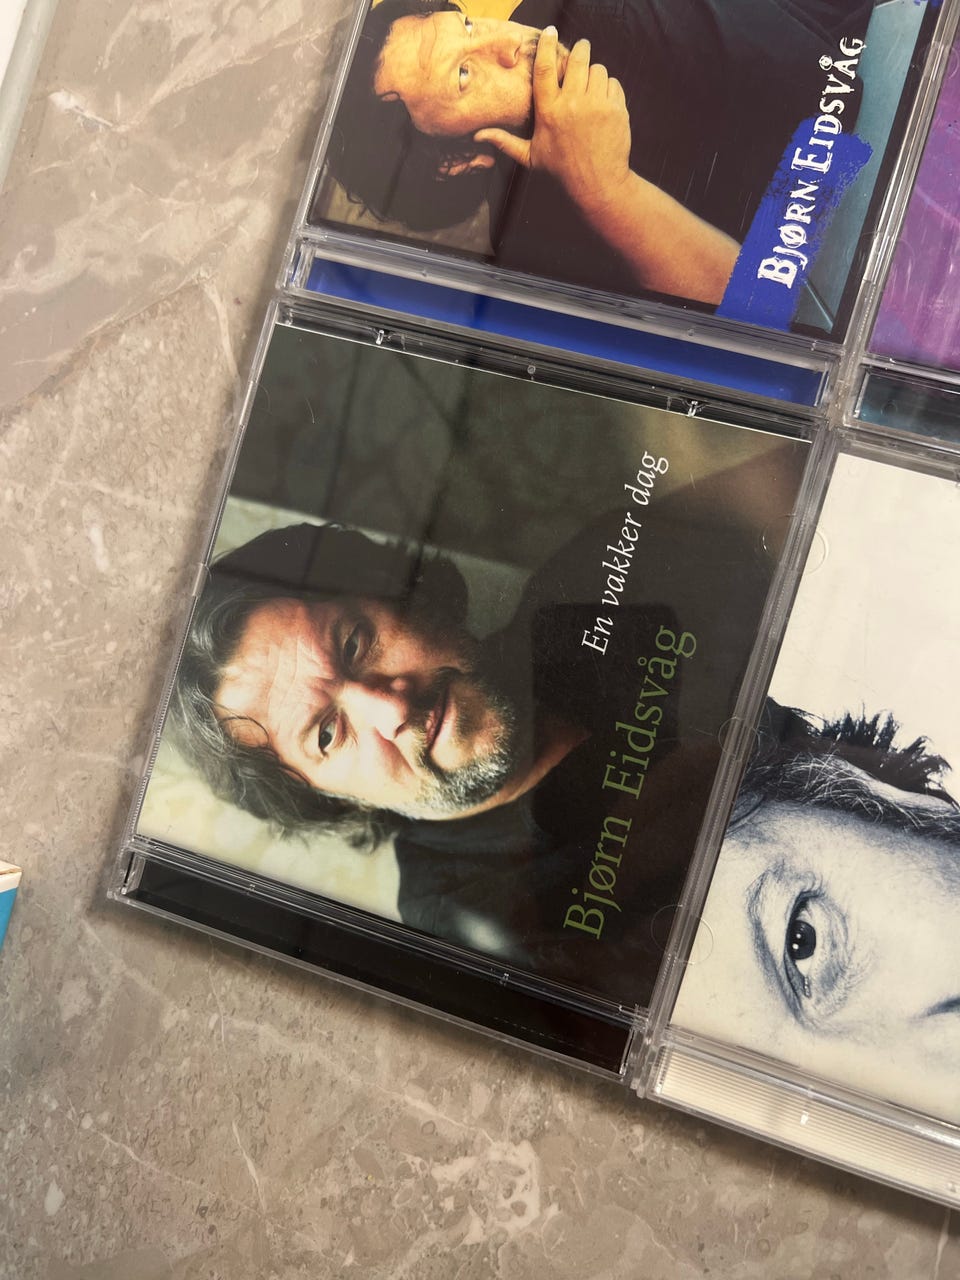 Bjørn Eidsvåg
En vakker dag
Bjørn Eidsvåg